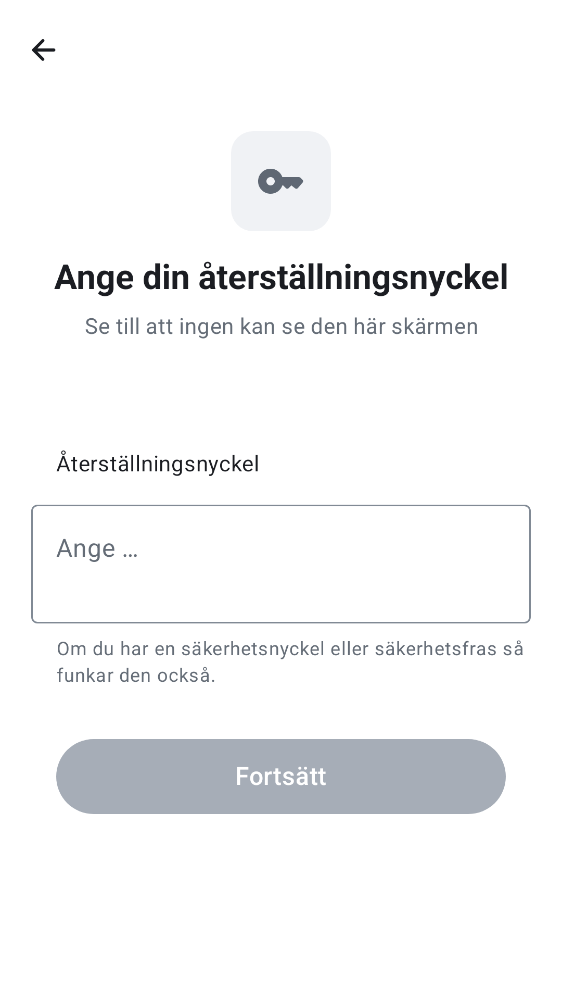 Ange din återställningsnyckel
Se till att ingen kan se den här skärmen
Återställningsnyckel
Ange …
Om du har en säkerhetsnyckel eller säkerhetsfras så
funkar den också.
Fortsätt